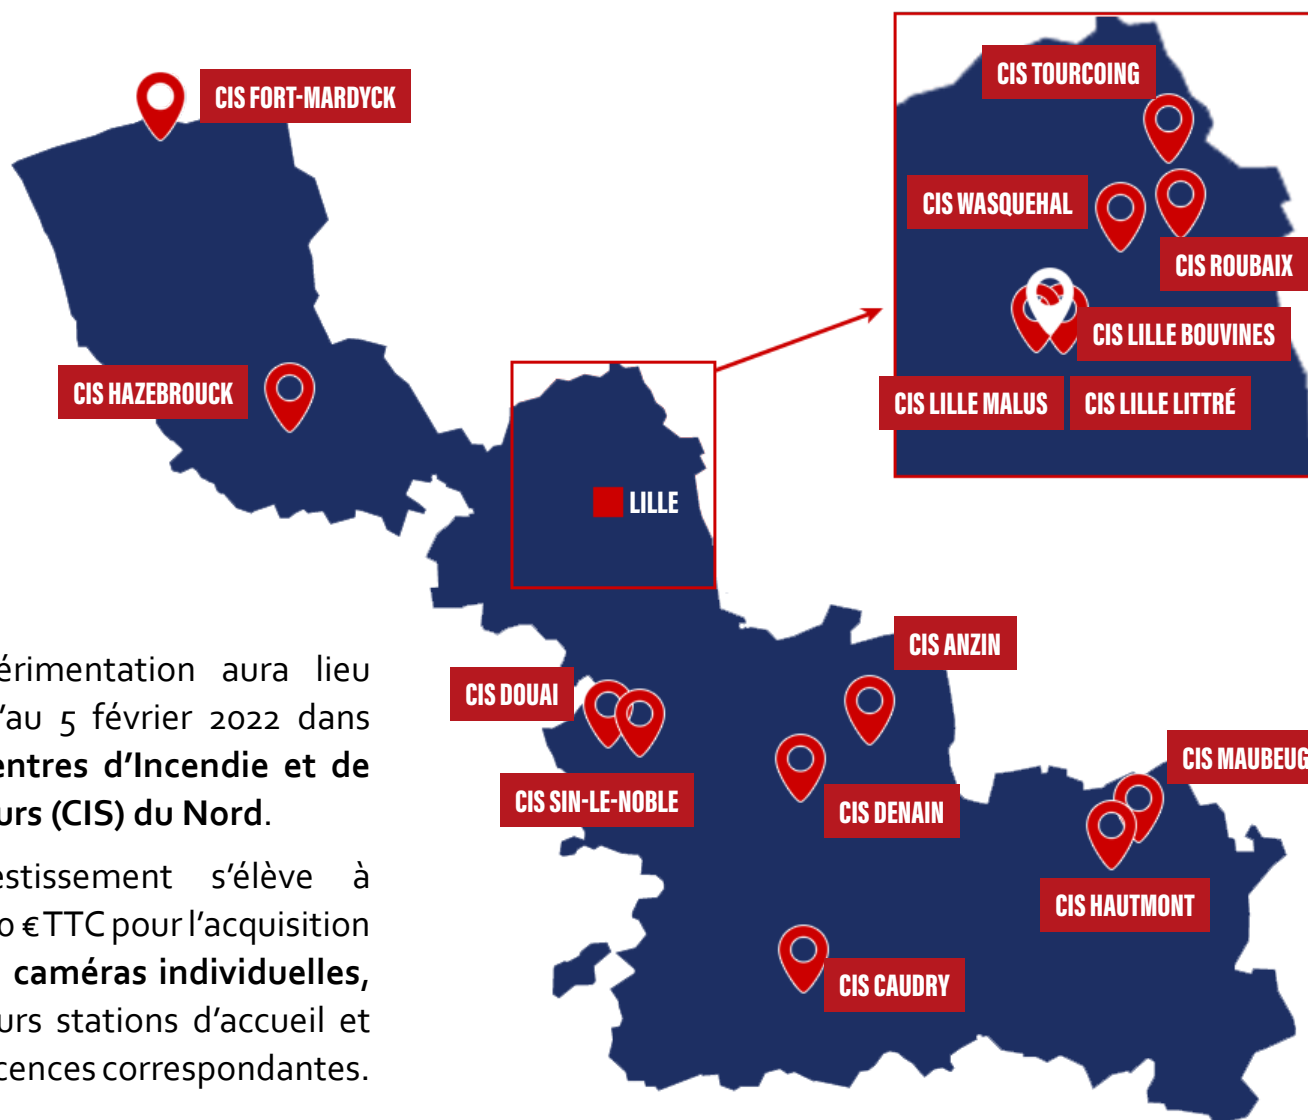 CIS TOURCOING
CIS FORT-MARDYCK
CIS WASQUEHAL
CIS ROUBAIX
CIS LILLE BOUVINES
CIS HAZEBROUCK
CIS LILLE MALUS
CIS LILLE LITTRÉ
LILLE
CIS ANZIN
CIS DOUAI
CIS MAUBEUG
CIS SIN-LE-NOBLE
CIS DENAIN
CIS HAUTMONT
CIS CAUDRY
érimentation aura lieu
'au 5 février 2022 dans
entres d'Incendie et de
urs (CIS) du Nord.
estissement s'élève à
0 € TTC pour l'acquisition
caméras individuelles,
urs stations d'accueil et
cences correspondantes.